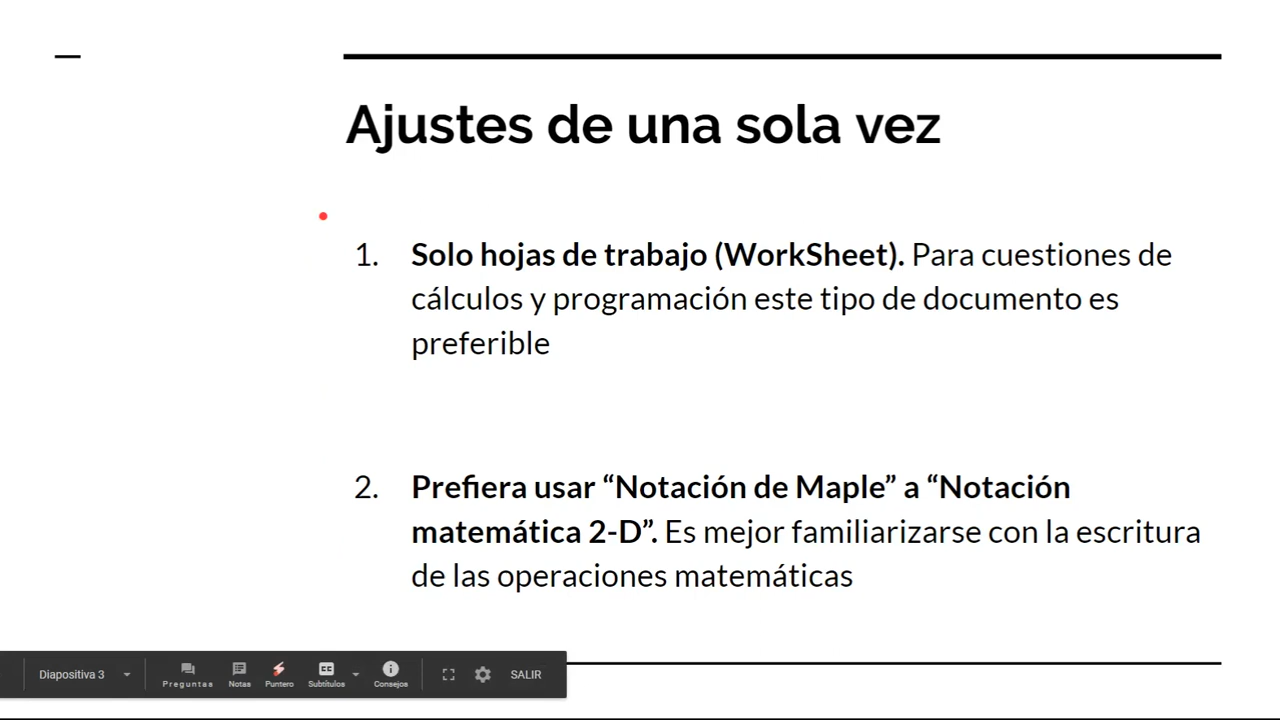 Ajustes de una sola vez
1. Solo hojas de trabajo (WorkSheet). Para cuestiones de
cálculos y programación este tipo de documento es
preferible
2. Prefiera usar “Notación de Maple” a “Notación
matemática 2-D”. Es mejor familiarizarse con la escritura
de las operaciones matemáticas
Diapositiva 3
Preguntas
Notas
Puntero
Subtítulos
Consejos
SALIR